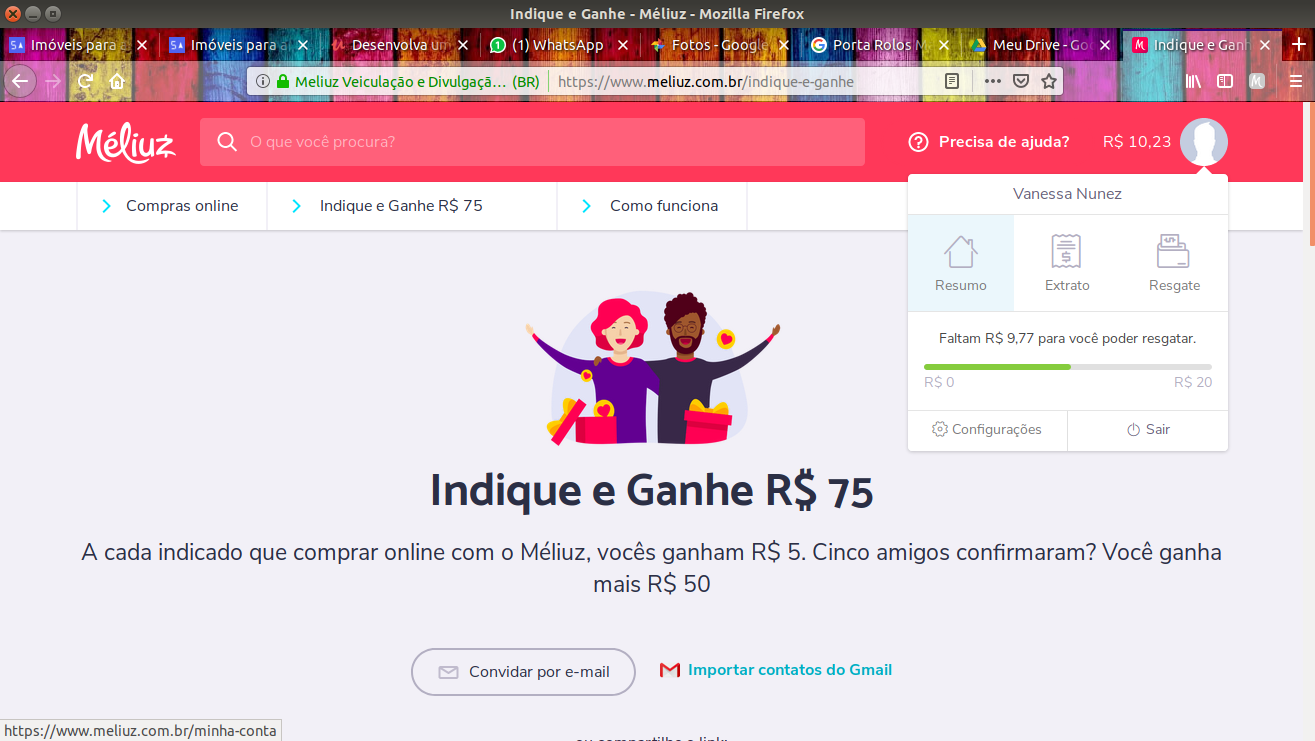 Indique e Ganhe - Méliuz - Mozilla Firefox
Imóveis para a
Imóveis para a
Desenvolva um
(1) WhatsApp
Fotos - Google
Porta Rolos M
Meu Drive - Goo
Indique e Ganh
Meliuz Veiculação e Divulgaçã… (BR)
https://www.meliuz.com.br/indique-e-ganhe
Méliuz
O que você procura?
Precisa de ajuda?
R$ 10,23
Compras online
Indique e Ganhe R$ 75
Como funciona
Vanessa Nunez
Resumo
Extrato
Resgate
Faltam R$ 9,77 para você poder resgatar.
R$ 0
R$ 20
Configurações
Sair
Indique e Ganhe R$ 75
A cada indicado que comprar online com o Méliuz, vocês ganham R$ 5. Cinco amigos confirmaram? Você ganha
mais R$ 50
Convidar por e-mail
Importar contatos do Gmail
ou compartilhe o link:
https://www.meliuz.com.br/minha-conta